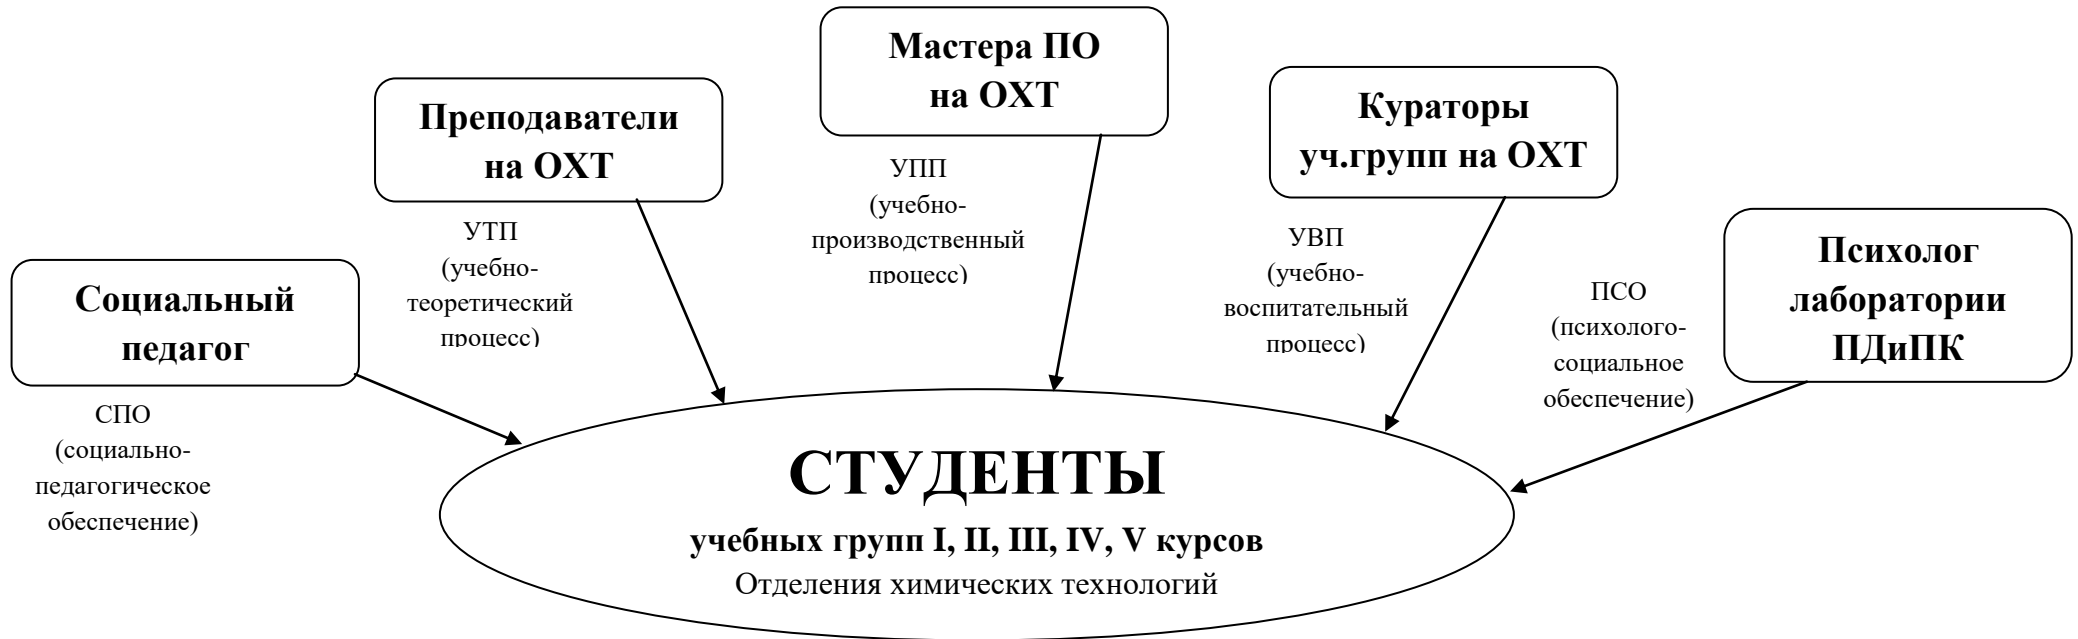 Мастера ПО
на ОХТ
Преподаватели
на ОХТ
Кураторы
уч.групп на ОХТ
УПП
(учебно-
производственный
процесс)
УТП
(учебно-
теоретический
процесс)
УВП
(учебно-
воспитательный
процесс)
Психолог
лаборатории
ПДиПК
Социальный
педагог
ПСО
(психолого-
социальное
обеспечение)
СПО
(социально-
педагогическое
обеспечение)
СТУДЕНТЫ
учебных групп I, II, III, IV, V курсов
Отделения химических технологий